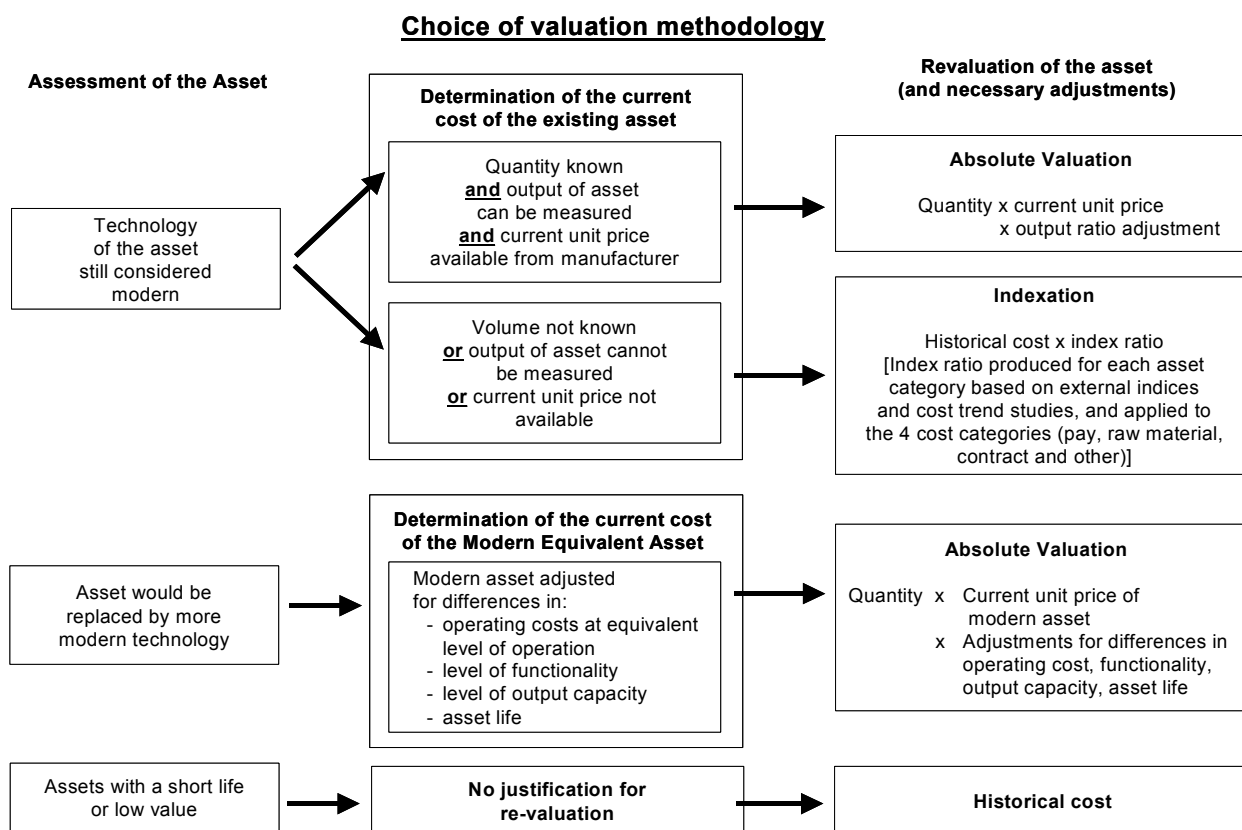 Choice of valuation methodology
Assessment of the Asset
Determination of the current
cost of the existing asset
Revaluation of the asset
(and necessary adjustments)
Technology
of the asset
still considered
modern
Quantity known
and output of asset
can be measured
and current unit price
available from manufacturer
Absolute Valuation
Quantity x current unit price
x output ratio adjustment
Volume not known
or output of asset cannot
be measured
or current unit price not
available
Indexation
Historical cost x index ratio
[Index ratio produced for each asset
category based on external indices
and cost trend studies, and applied to
the 4 cost categories (pay, raw material,
contract and other)]
Asset would be
replaced by more
modern technology
Determination of the current cost
of the Modern Equivalent Asset
Modern asset adjusted
for differences in:
- operating costs at equivalent
level of operation
- level of functionality
- level of output capacity
- asset life
Absolute Valuation
Quantity x Current unit price of
modern asset
x Adjustments for differences in
operating cost, functionality,
output capacity, asset life
Assets with a short life
or low value
No justification for
re-valuation
Historical cost